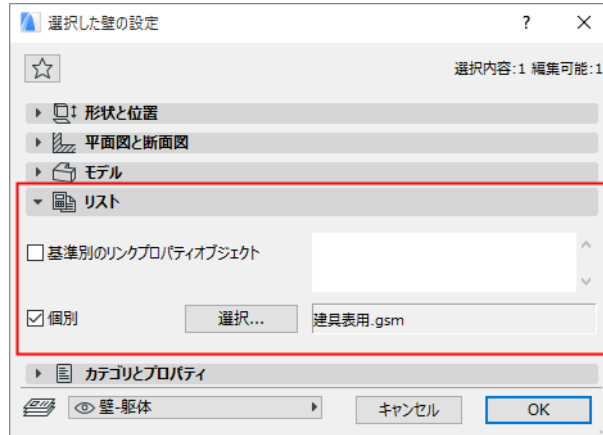 選択した壁の設定
?
選択内容:1 編集可能:1
形状と位置
平面図と断面図
モデル
リスト
基準別のリンクプロパティオブジェクト
個別 選択... 建具表用.gsm
カテゴリとプロパティ
壁-躯体 キャンセル OK